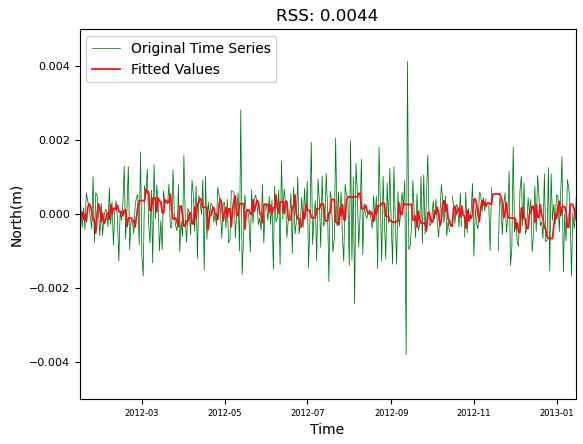 RSS: 0.0044
Original Time Series
Fitted Values
North(m)
0.004
0.002
0.000
−0.002
−0.004
2012-03
2012-05
2012-07
2012-09
2012-11
2013-01
Time